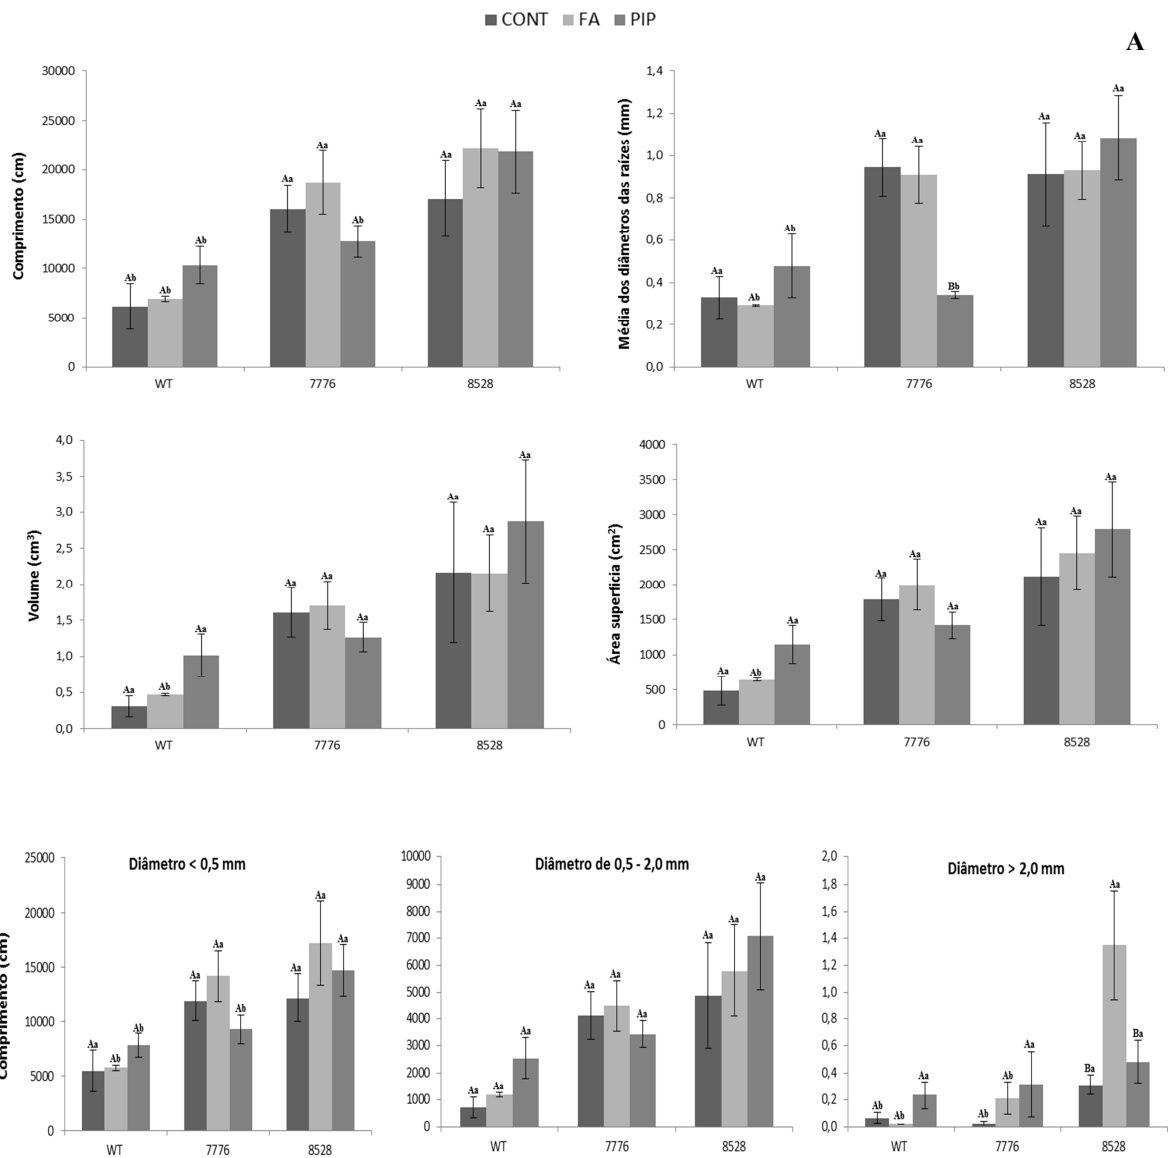 CONT FA PIP
A
Comprimento (cm)
30000
25000
20000
15000
10000
5000
0
Ab Ab Ab Aa Aa Ab Aa Aa Aa
WT 7776 8528
Média dos diâmetros das raízes (mm)
1,4
1,2
1,0
0,8
0,6
0,4
0,2
0,0
Aa Ab Ab Aa Aa Bb Aa Aa Aa
WT 7776 8528
Volume (cm³)
4,0
3,5
3,0
2,5
2,0
1,5
1,0
0,5
0,0
Aa Ab Aa Aa Aa Aa Aa Aa Aa
WT 7776 8528
Área superficia (cm²)
4000
3500
3000
2500
2000
1500
1000
500
0
Aa Ab Aa Aa Aa Aa Aa Aa Aa
WT 7776 8528
Comprimento (cm)
Diâmetro < 0,5 mm
25000
20000
15000
10000
5000
0
Aa Ab Ab Aa Aa Ab Aa Aa Aa
WT 7776 8528
Diâmetro de 0,5 - 2,0 mm
10000
9000
8000
7000
6000
5000
4000
3000
2000
1000
0
Aa Aa Aa Aa Aa Aa Aa Aa Aa
WT 7776 8528
Diâmetro > 2,0 mm
2,0
1,8
1,6
1,4
1,2
1,0
0,8
0,6
0,4
0,2
0,0
Ab Ab Aa Ab Ab Aa Ba Aa Ba
WT 7776 8528